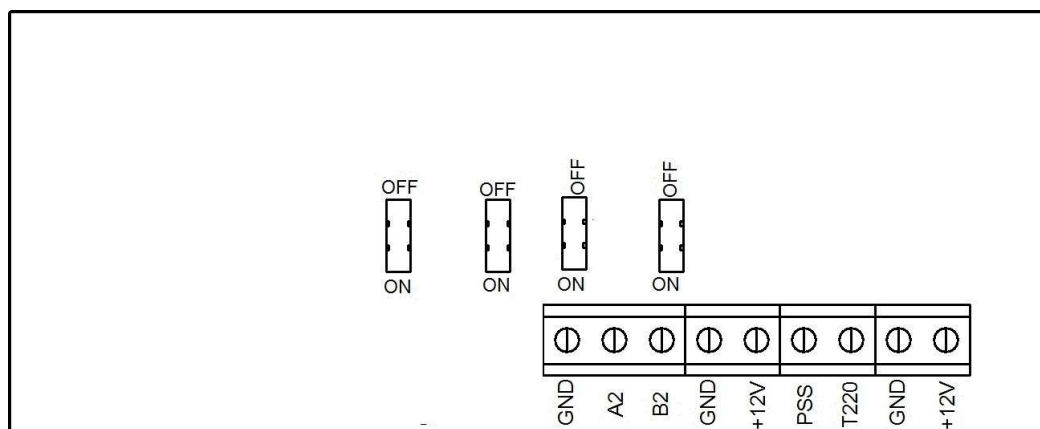 OFF OFF OFF OFF
ON ON ON ON
GND A2 B2 GND +12V PSS T220 GND +12V